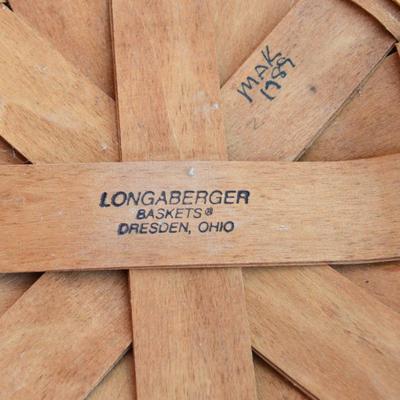 MAK
1989
LONGABERGER
BASKETS®
DRESDEN, OHIO